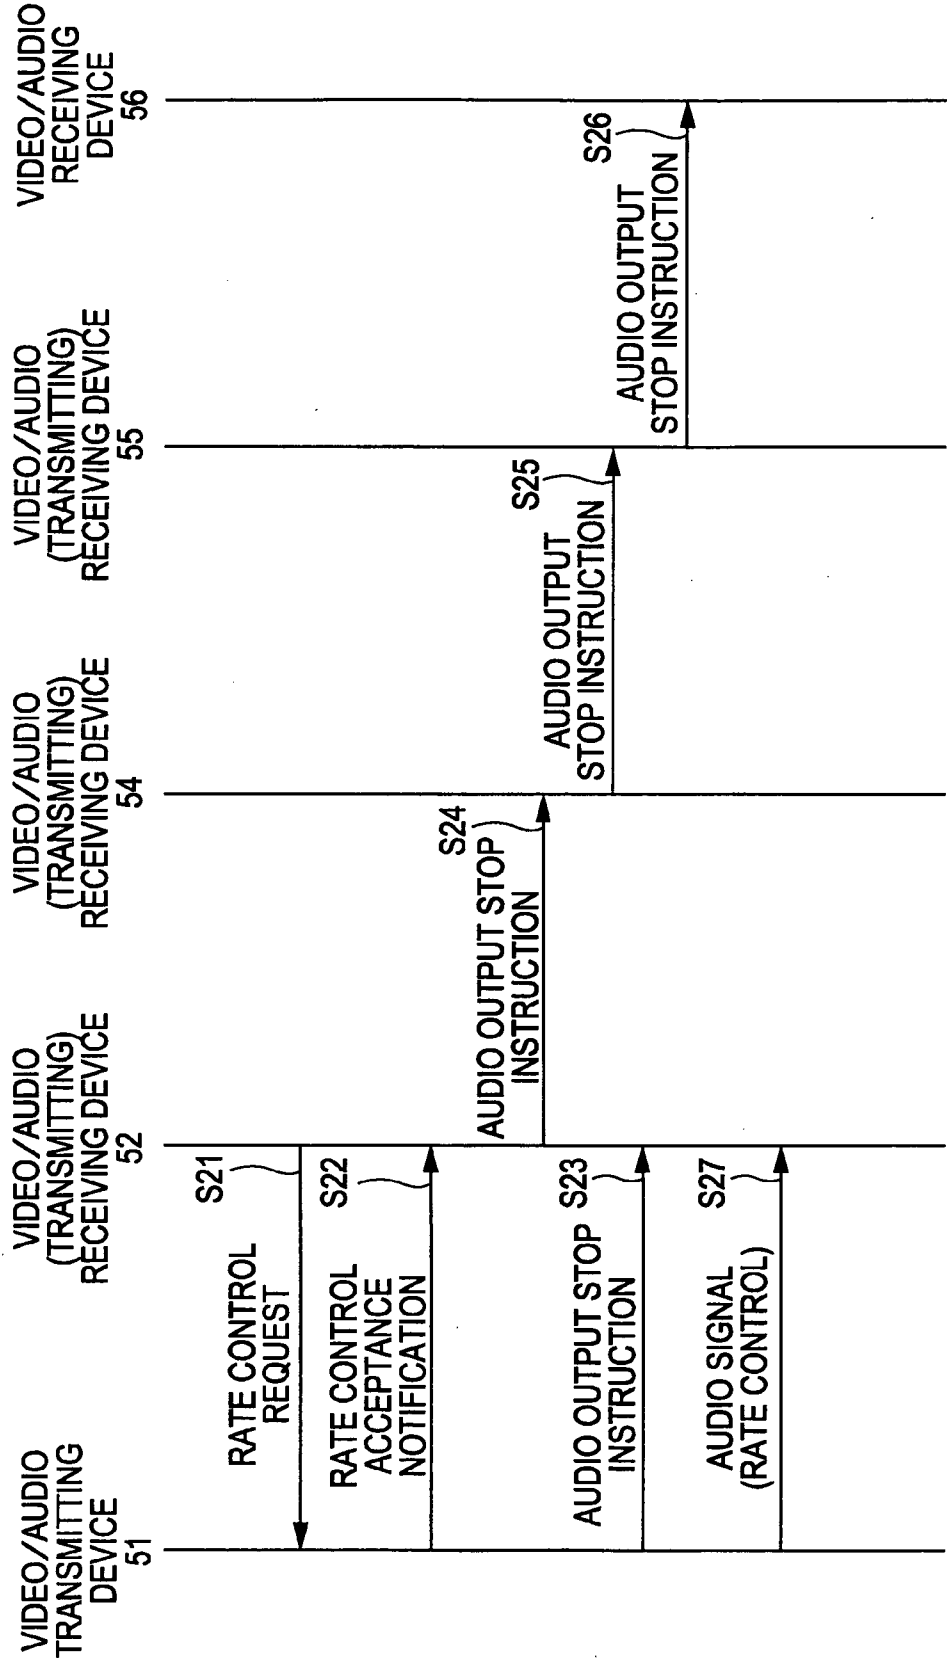 VIDEO/AUDIO
TRANSMITTING
DEVICE
51
VIDEO/AUDIO
(TRANSMITTING)
RECEIVING DEVICE
52
VIDEO/AUDIO
(TRANSMITTING)
RECEIVING DEVICE
54
VIDEO/AUDIO
(TRANSMITTING)
RECEIVING DEVICE
55
VIDEO/AUDIO
RECEIVING
DEVICE
56
RATE CONTROL
REQUEST
S21
RATE CONTROL
ACCEPTANCE
NOTIFICATION
S22
AUDIO OUTPUT STOP
INSTRUCTION
S24
AUDIO OUTPUT
STOP INSTRUCTION
S25
AUDIO OUTPUT STOP
INSTRUCTION
S23
AUDIO OUTPUT
STOP INSTRUCTION
S26
AUDIO SIGNAL
(RATE CONTROL)
S27